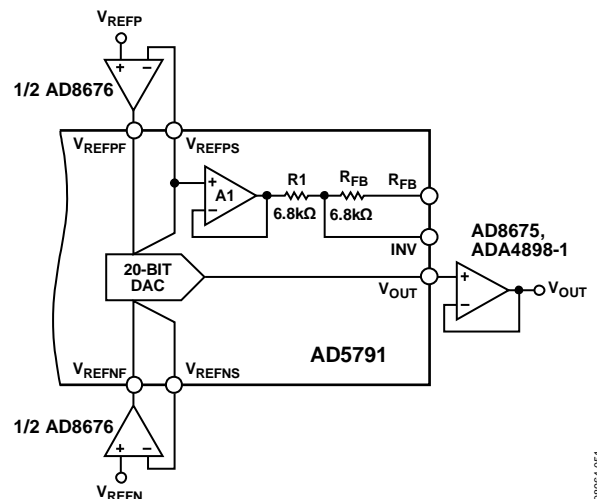 VREFP
+ −
1/2 AD8676
VREFPF VREFPS
+
A1
−
R1 RFB RFB
6.8kΩ 6.8kΩ
INV
AD8675,
ADA4898-1
20-BIT
DAC
VOUT
+
−
VOUT
AD5791
VREFNF VREFNS
1/2 AD8676
+ −
VREFN